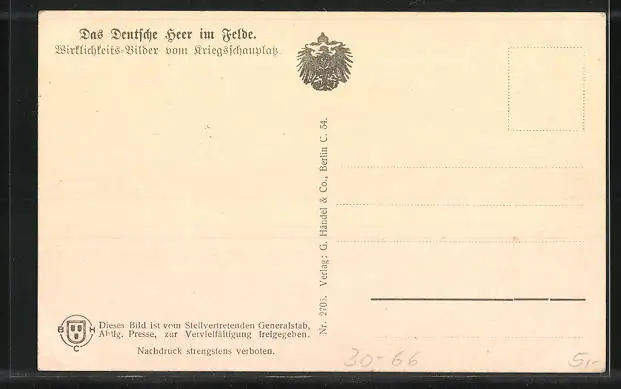 Das Deutsche Heer im Felde.
Wirklichkeits-Bilder vom Kriegsschauplatz.
Nr. 2705. Verlag: G. Händel & Co., Berlin C. 54.
B H
C
Dieses Bild ist vom Stellvertretenden Generalstab,
Abtlg. Presse, zur Vervielfältigung freigegeben.
Nachdruck strengstens verboten.
30-66
5,-